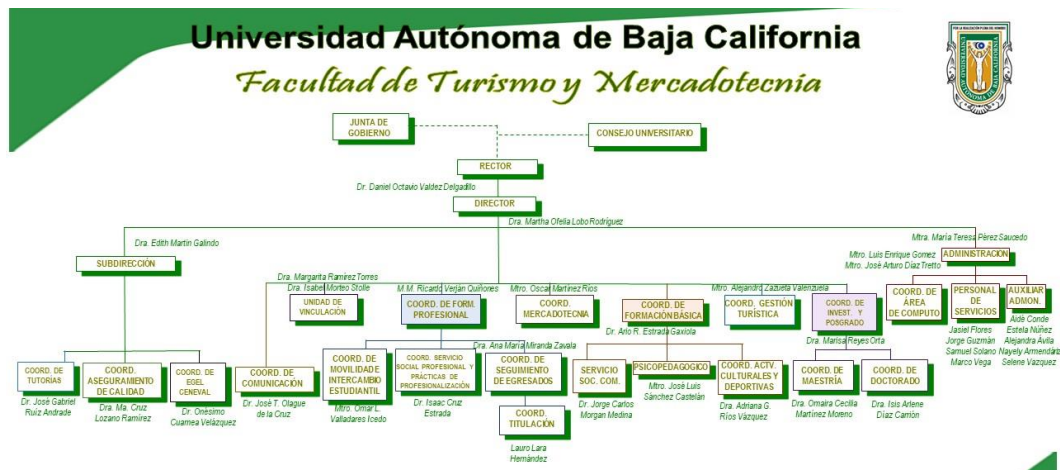 Universidad Autónoma de Baja California
Facultad de Turismo y Mercadotecnia
JUNTA DE
GOBIERNO
CONSEJO UNIVERSITARIO
RECTOR
Dr. Daniel Octavio Valdez Delgadillo
DIRECTOR
Dra. Martha Ofelia Lobo Rodríguez
Dra. Edith Martín Galindo
SUBDIRECCIÓN
Mtra. María Teresa Pérez Saucedo
Mtro. Luis Enrique Gomez
Mtro. José Arturo Díaz Tretto
ADMINISTRACION
Dra. Margarita Ramírez Torres
Dra. Isabel Morteo Stolle
UNIDAD DE
VINCULACIÓN
M.M. Ricardo Verján Quiñones
COORD. DE FORM.
PROFESIONAL
Mtro. Oscar Martínez Ríos
COORD.
MERCADOTECNIA
COORD. DE
FORMACIÓN BÁSICA
Dr. Arlo R. Estrada Gaxiola
Mtro. Alejandro Zazueta Valenzuela
COORD. GESTIÓN
TURÍSTICA
COORD. DE
INVEST. Y
POSGRADO
Dra. Marisa Reyes Orta
COORD. DE
ÁREA
DE COMPUTO
PERSONAL
DE
SERVICIOS
Jasiel Flores
Jorge Guzmán
Samuel Solano
Marco Vega
AUXILIAR
ADMON.
Aidé Conde
Estela Núñez
Alejandra Avila
Nayely Armendáriz
Selene Vazquez
COORD. DE
TUTORÍAS
Dr. José Gabriel
Ruiz Andrade
COORD.
ASEGURAMIENTO
DE CALIDAD
Dra. Ma. Cruz
Lozano Ramírez
COORD. DE
EGEL
CENEVAL
Dr. Onésimo
Cuamea Velázquez
COORD. DE
COMUNICACIÓN
Dr. José T. Olague
de la Cruz
COORD. DE
MOVILIDAD E
INTERCAMBIO
ESTUDIANTIL
Mtro. Omar L.
Valladares Icedo
COORD. SERVICIO
SOCIAL PROFESIONAL Y
PRÁCTICAS DE
PROFESIONALIZACIÓN
Dr. Isaac Cruz
Estrada
Dra. Ana María Miranda Zavala
COORD. DE
SEGUIMIENTO
DE EGRESADOS
COORD.
TITULACIÓN
Lauro Lara
Hernández
SERVICIO
SOC. COM.
Dr. Jorge Carlos
Morgan Medina
PSICOPEDAGOGICO
Mtro. José Luis
Sánchez Castelán
COORD. ACTV.
CULTURALES Y
DEPORTIVAS
Dra. Adriana G.
Ríos Vázquez
COORD. DE
MAESTRÍA
Dra. Omaira Cecilia
Martínez Moreno
COORD. DE
DOCTORADO
Dra. Isis Arlene
Díaz Carrión